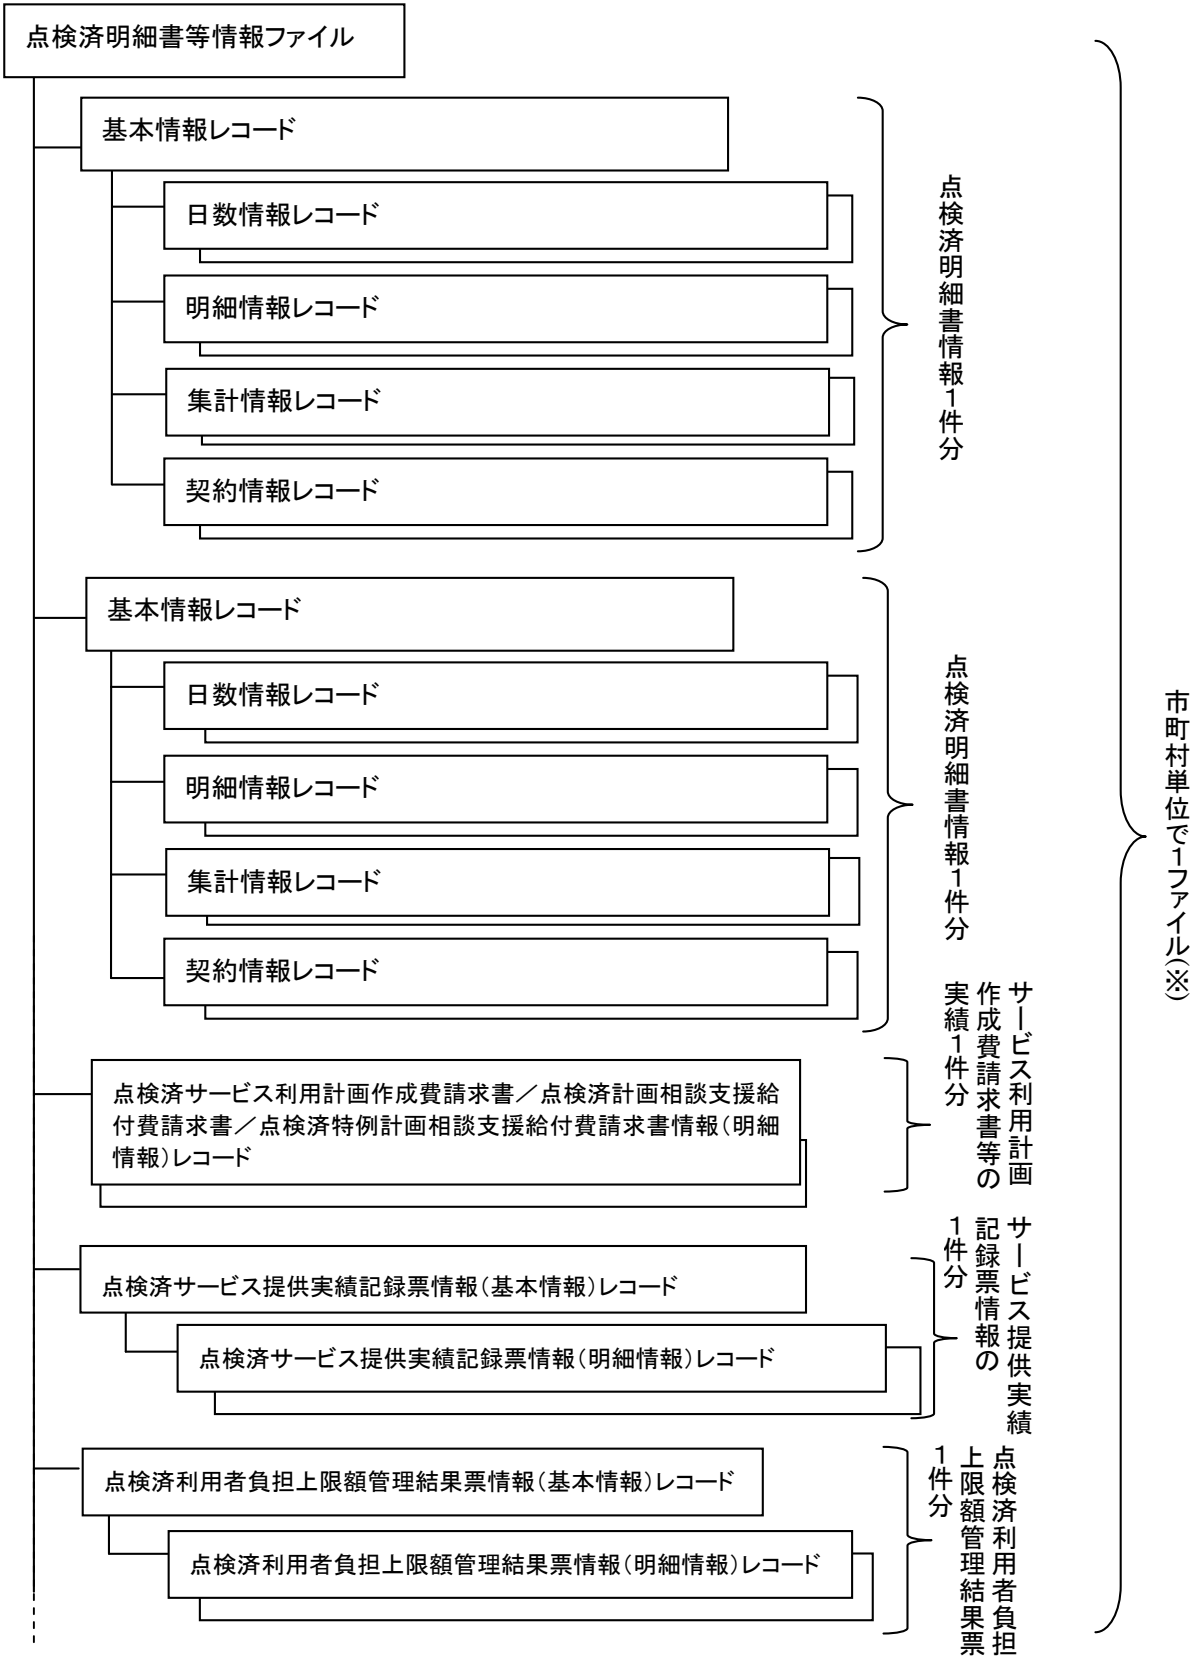 点検済明細書等情報ファイル
基本情報レコード
日数情報レコード
明細情報レコード
集計情報レコード
契約情報レコード
点検済明細書情報１件分
基本情報レコード
日数情報レコード
明細情報レコード
集計情報レコード
契約情報レコード
点検済明細書情報１件分
点検済サービス利用計画作成費請求書／点検済計画相談支援給
付費請求書／点検済特例計画相談支援給付費請求書情報（明細
情報）レコード
サービス利用計画
作成費請求書等の
実績１件分
点検済サービス提供実績記録票情報（基本情報）レコード
点検済サービス提供実績記録票情報（明細情報）レコード
サービス提供実績
記録票情報の
１件分
点検済利用者負担上限額管理結果票情報（基本情報）レコード
点検済利用者負担上限額管理結果票情報（明細情報）レコード
点検済利用者負担
上限額管理結果票
１件分
市町村単位で１ファイル（※）